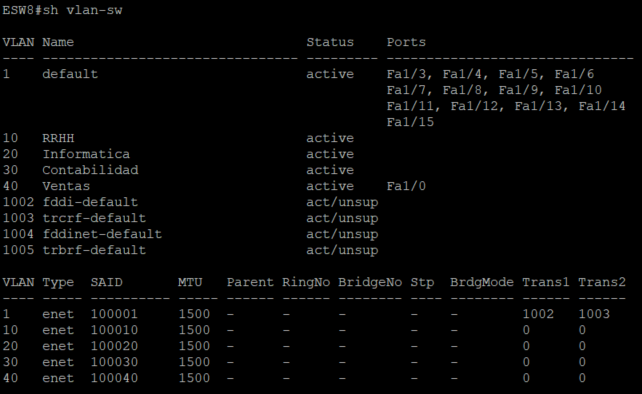 ESW8#sh vlan-sw
VLAN Name                             Status    Ports
---- -------------------------------- --------- -------------------------------
1    default                          active    Fa1/3, Fa1/4, Fa1/5, Fa1/6
                                                Fa1/7, Fa1/8, Fa1/9, Fa1/10
                                                Fa1/11, Fa1/12, Fa1/13, Fa1/14
                                                Fa1/15
10   RRHH                             active
20   Informatica                      active
30   Contabilidad                     active
40   Ventas                           active    Fa1/0
1002 fddi-default                     act/unsup
1003 trcrf-default                    act/unsup
1004 fddinet-default                  act/unsup
1005 trbrf-default                    act/unsup
VLAN Type  SAID       MTU   Parent RingNo BridgeNo Stp  BrdgMode Trans1 Trans2
---- ----- ---------- ----- ------ ------ -------- ---- -------- ------ ------
1    enet  100001     1500  -      -      -        -    -        1002   1003
10   enet  100010     1500  -      -      -        -    -        0      0
20   enet  100020     1500  -      -      -        -    -        0      0
30   enet  100030     1500  -      -      -        -    -        0      0
40   enet  100040     1500  -      -      -        -    -        0      0